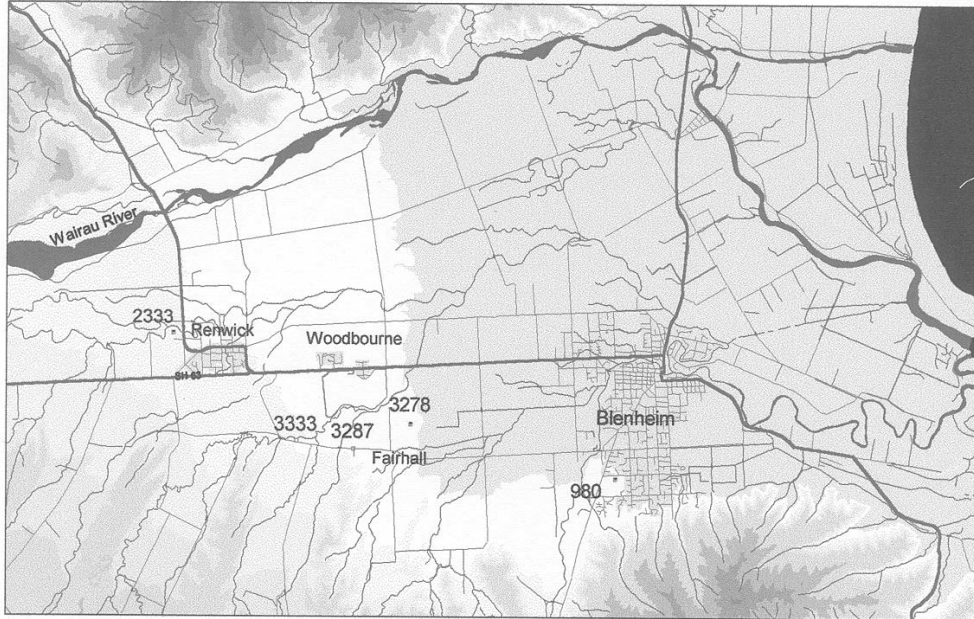 Wairau River
2333
Renwick
Woodbourne
SH 63
3278
3333
3287
Blenheim
Fairhall
980